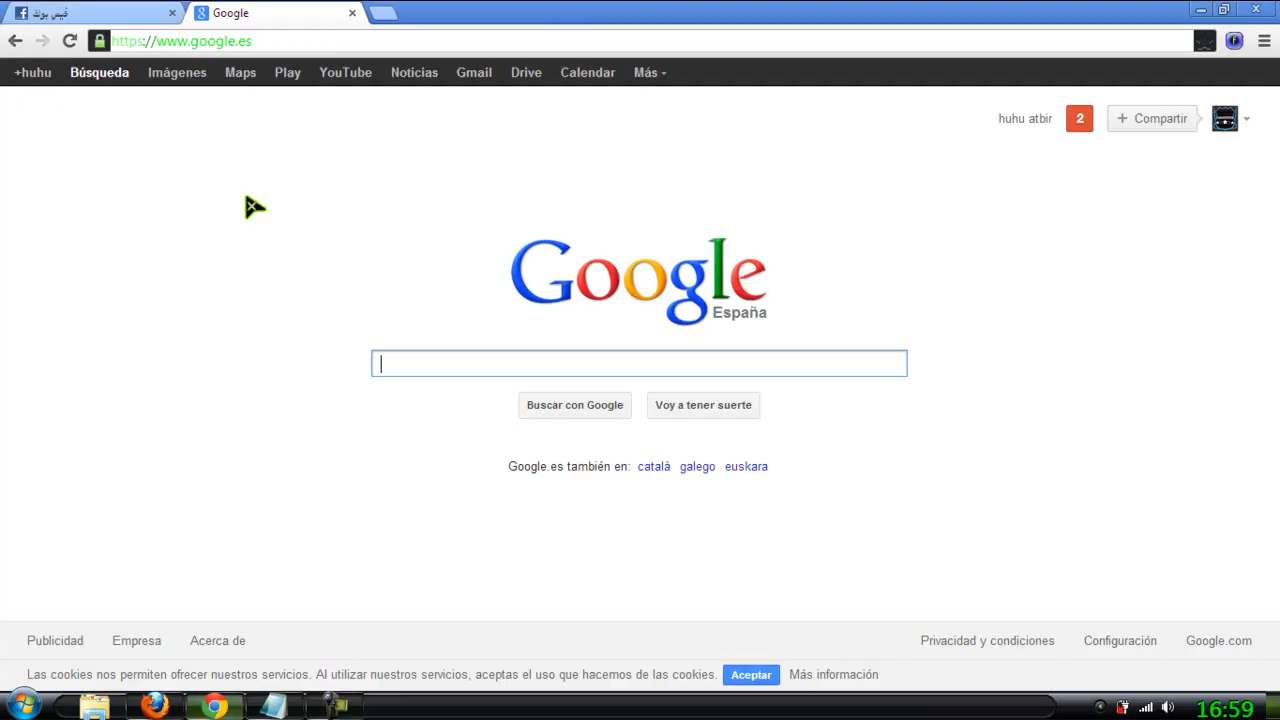 فيس بوك
Google
https://www.google.es
+huhu Búsqueda Imágenes Maps Play YouTube Noticias Gmail Drive Calendar Más
huhu atbir 2 + Compartir
Google
España
Buscar con Google Voy a tener suerte
Google.es también en: català galego euskara
Publicidad Empresa Acerca de Privacidad y condiciones Configuración Google.com
Las cookies nos permiten ofrecer nuestros servicios. Al utilizar nuestros servicios, aceptas el uso que hacemos de las cookies. Aceptar Más información
16:59